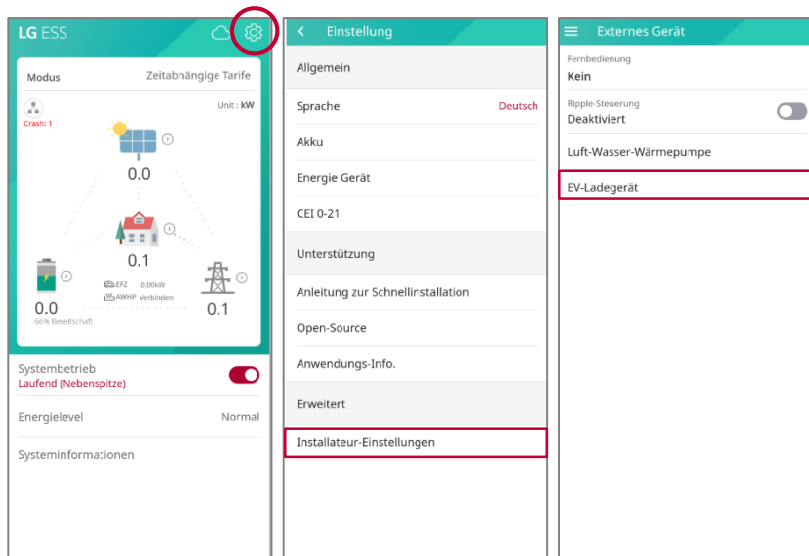 LG ESS
Modus
Zeitabhängige Tarife
Unit : kW
Crash: 1
0.0
0.1
EFZ 0.00kW
AWHP Verbinden
0.0
66% Bereitschaft
0.1
Systembetrieb
Laufend (Nebenspitze)
Energielevel
Normal
Systeminformationen
Einstellung
Allgemein
Sprache
Deutsch
Akku
Energie Gerät
CEI 0-21
Unterstützung
Anleitung zur Schnellinstallation
Open-Source
Anwendungs-Info.
Erweitert
Installateur-Einstellungen
Externes Gerät
Fernbedienung
Kein
Ripple-Steuerung
Deaktiviert
Luft-Wasser-Wärmepumpe
EV-Ladegerät